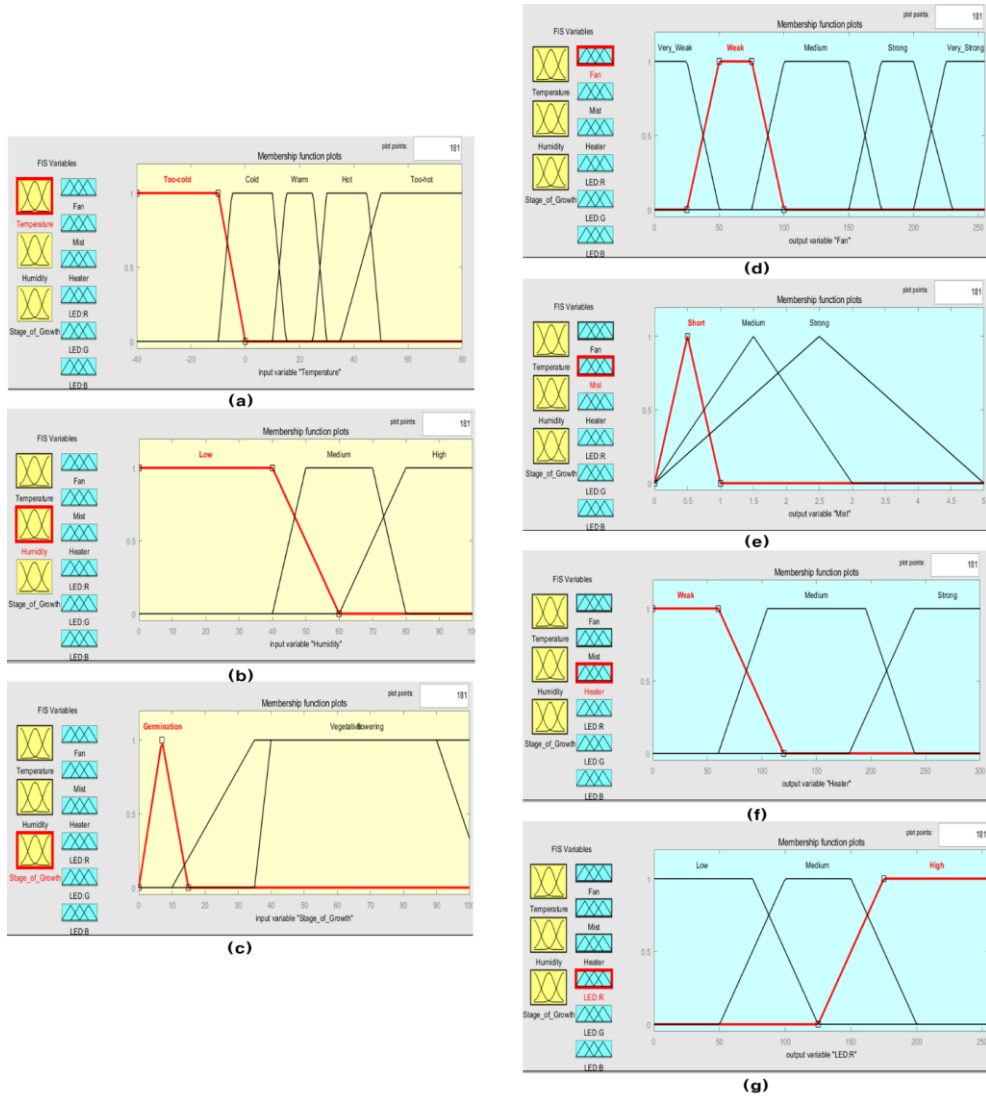 plot points: 181
FIS Variables
Membership function plots
Too-cold Cold Warm Hot Too-hot
1
0.5
0
-40 -20 0 20 40 60 80
input variable "Temperature"
Temperature
Humidity
Stage_of_Growth
Fan
Mist
Heater
LED:R
LED:G
LED:B
(a)
plot points: 181
FIS Variables
Membership function plots
Low Medium High
1
0.5
0
0 10 20 30 40 50 60 70 80 90 100
input variable "Humidity"
Temperature
Humidity
Stage_of_Growth
Fan
Mist
Heater
LED:R
LED:G
LED:B
(b)
plot points: 181
FIS Variables
Membership function plots
Germination
1
0.5
0
0 10 20 30 40 50 60 70 80 90 100
input variable "Stage_of_Growth"
Temperature
Humidity
Stage_of_Growth
Fan
Mist
Heater
LED:R
LED:G
LED:B
(c)
plot points: 181
FIS Variables
Membership function plots
Very_Weak Weak Medium Strong Very_Strong
1
0.5
0
0 50 100 150 200 250
output variable "Fan"
Temperature
Humidity
Stage_of_Growth
Fan
Mist
Heater
LED:R
LED:G
LED:B
(d)
plot points: 181
FIS Variables
Membership function plots
Short Medium Strong
1
0.5
0
0 0.5 1 1.5 2 2.5 3 3.5 4 4.5 5
output variable "Mist"
Temperature
Humidity
Stage_of_Growth
Fan
Mist
Heater
LED:R
LED:G
LED:B
(e)
plot points: 181
FIS Variables
Membership function plots
Weak Medium Strong
1
0.5
0
0 50 100 150 200 250 300
output variable "Heater"
Temperature
Humidity
Stage_of_Growth
Fan
Mist
Heater
LED:R
LED:G
LED:B
(f)
plot points: 181
FIS Variables
Membership function plots
Low Medium High
1
0.5
0
0 50 100 150 200 250
output variable "LED:R"
Temperature
Humidity
Stage_of_Growth
Fan
Mist
Heater
LED:R
LED:G
LED:B
(g)